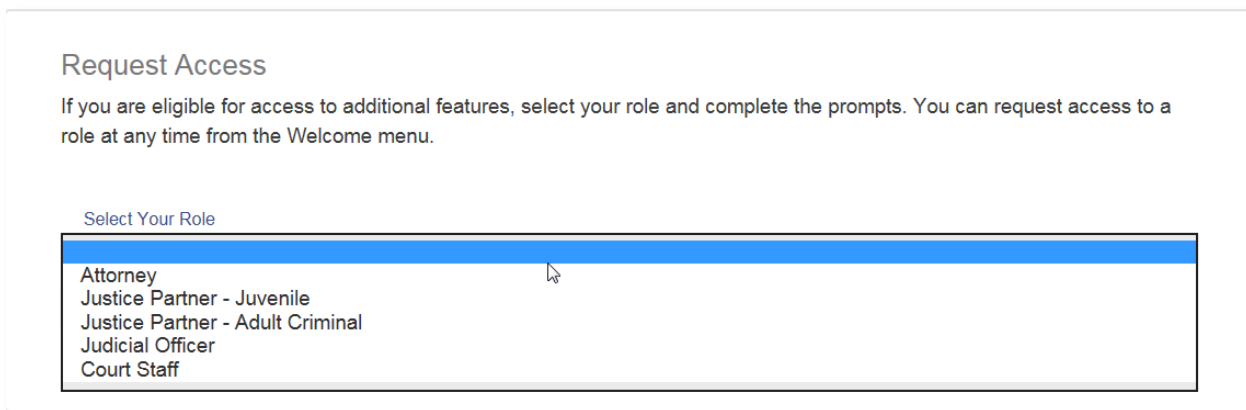 Request Access
If you are eligible for access to additional features, select your role and complete the prompts. You can request access to a
role at any time from the Welcome menu.
Select Your Role
Attorney
Justice Partner - Juvenile
Justice Partner - Adult Criminal
Judicial Officer
Court Staff